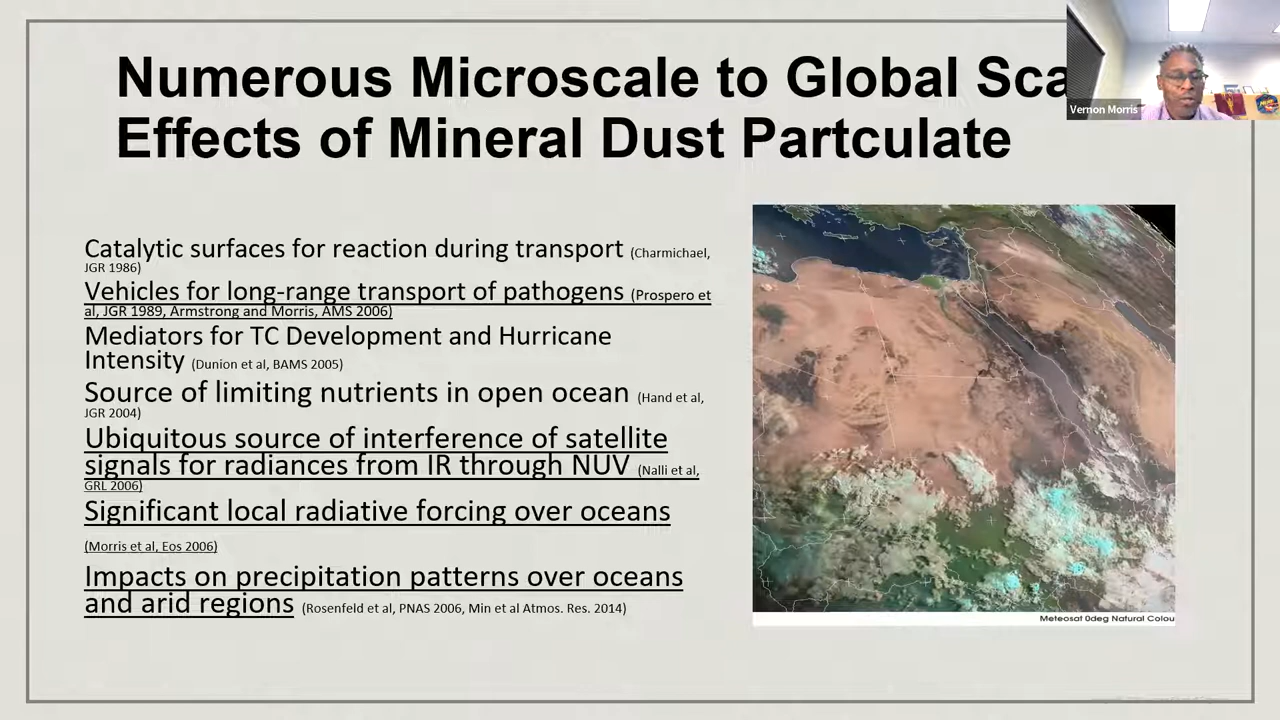 Numerous Microscale to Global Sca
Effects of Mineral Dust Partculate
Vernon Morris
Catalytic surfaces for reaction during transport (Charmichael,
JGR 1986)
Vehicles for long-range transport of pathogens (Prospero et
al, JGR 1989, Armstrong and Morris, AMS 2006)
Mediators for TC Development and Hurricane
Intensity (Dunion et al, BAMS 2005)
Source of limiting nutrients in open ocean (Hand et al,
JGR 2004)
Ubiquitous source of interference of satellite
signals for radiances from IR through NUV (Nalli et al,
GRL 2006)
Significant local radiative forcing over oceans
(Morris et al, Eos 2006)
Impacts on precipitation patterns over oceans
and arid regions (Rosenfeld et al, PNAS 2006, Min et al Atmos. Res. 2014)
Meteosat 0deg Natural Colou